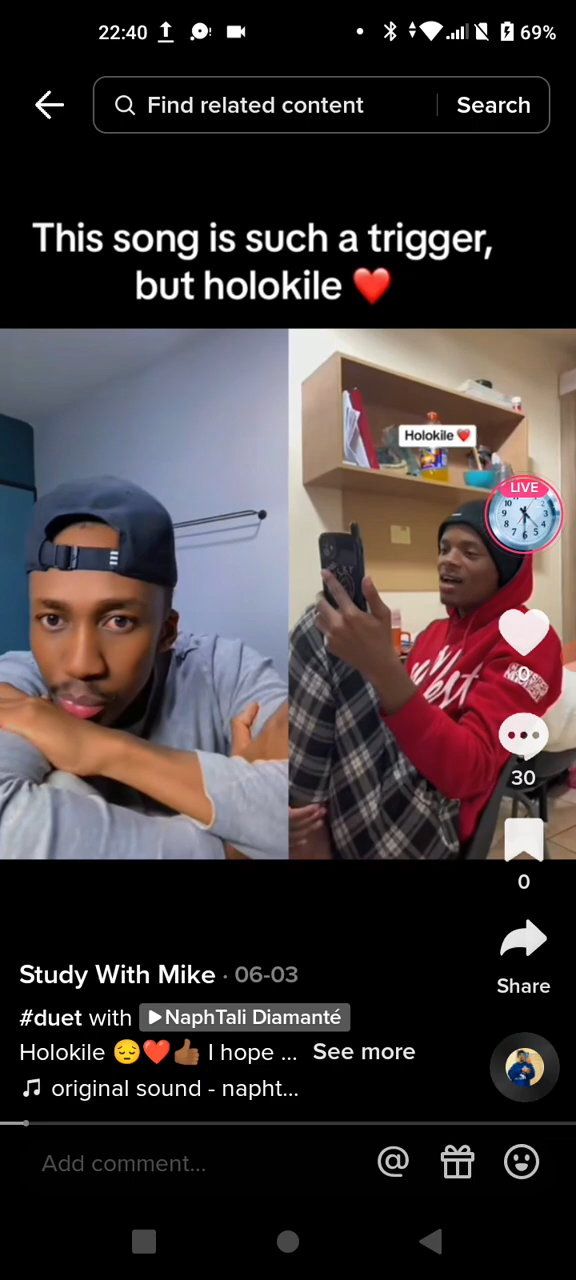 22:40
69%
Find related content
Search
This song is such a trigger,
but holokile ❤️
Holokile ❤️
LIVE
0
30
0
Share
Study With Mike · 06-03
#duet with ▶NaphTali Diamanté
Holokile 😔❤️👍🏾 I hope ... See more
original sound - napht...
Add comment...